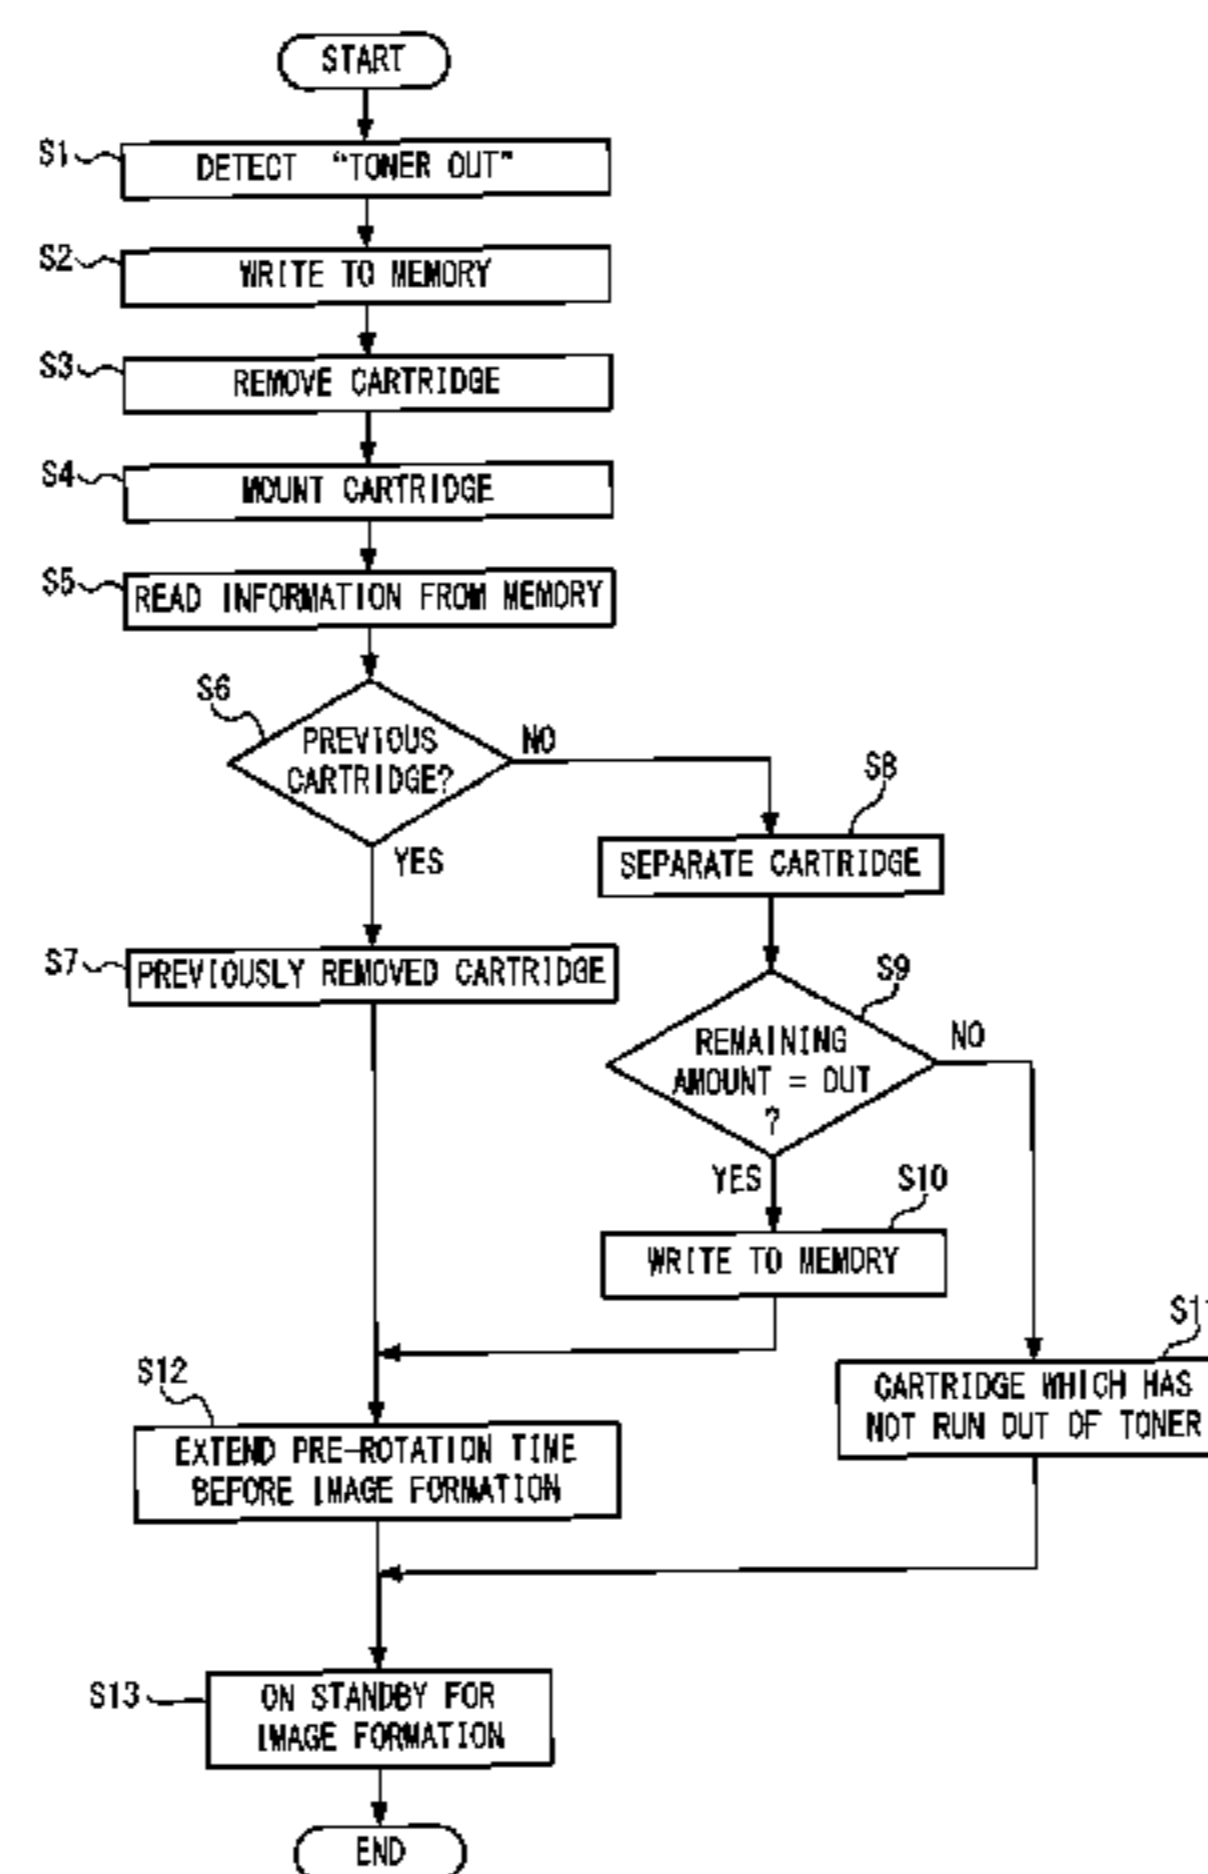 START
S1
DETECT “TONER OUT”
S2
WRITE TO MEMORY
S3
REMOVE CARTRIDGE
S4
MOUNT CARTRIDGE
S5
READ INFORMATION FROM MEMORY
S6
PREVIOUS
CARTRIDGE?
NO
YES
S8
SEPARATE CARTRIDGE
S7
PREVIOUSLY REMOVED CARTRIDGE
S9
REMAINING
AMOUNT = OUT
?
NO
YES
S10
WRITE TO MEMORY
S11
CARTRIDGE WHICH HAS
NOT RUN OUT OF TONER
S12
EXTEND PRE-ROTATION TIME
BEFORE IMAGE FORMATION
S13
ON STANDBY FOR
IMAGE FORMATION
END